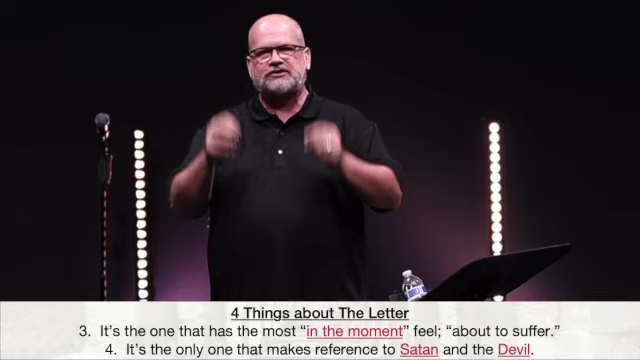 4 Things about The Letter
3. It's the one that has the most “in the moment” feel; “about to suffer.”
4. It's the only one that makes reference to Satan and the Devil.